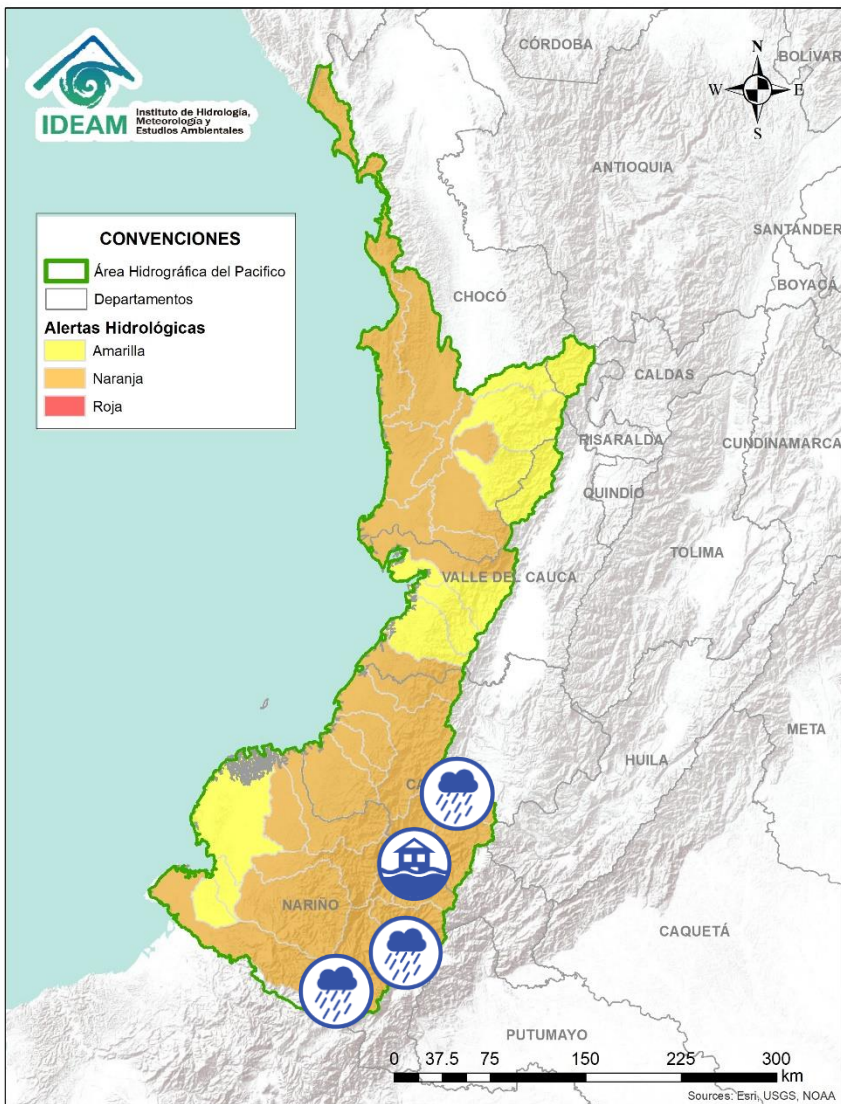 IDEAM
Instituto de Hidrología,
Meteorología y
Estudios Ambientales
CÓRDOBA
BOLÍVAR
N
W
E
S
ANTIOQUIA
SANTANDER
BOYACÁ
CONVENCIONES
Área Hidrográfica del Pacifico
Departamentos
Alertas Hidrológicas
Amarilla
Naranja
Roja
CHOCÓ
CALDAS
RISARALDA
CUNDINAMARCA
QUINDÍO
TOLIMA
VALLE DEL CAUCA
META
HUILA
CA
NARIÑO
CAQUETÁ
PUTUMAYO
0 37.5 75 150 225 300
km
Sources: Esri, USGS, NOAA